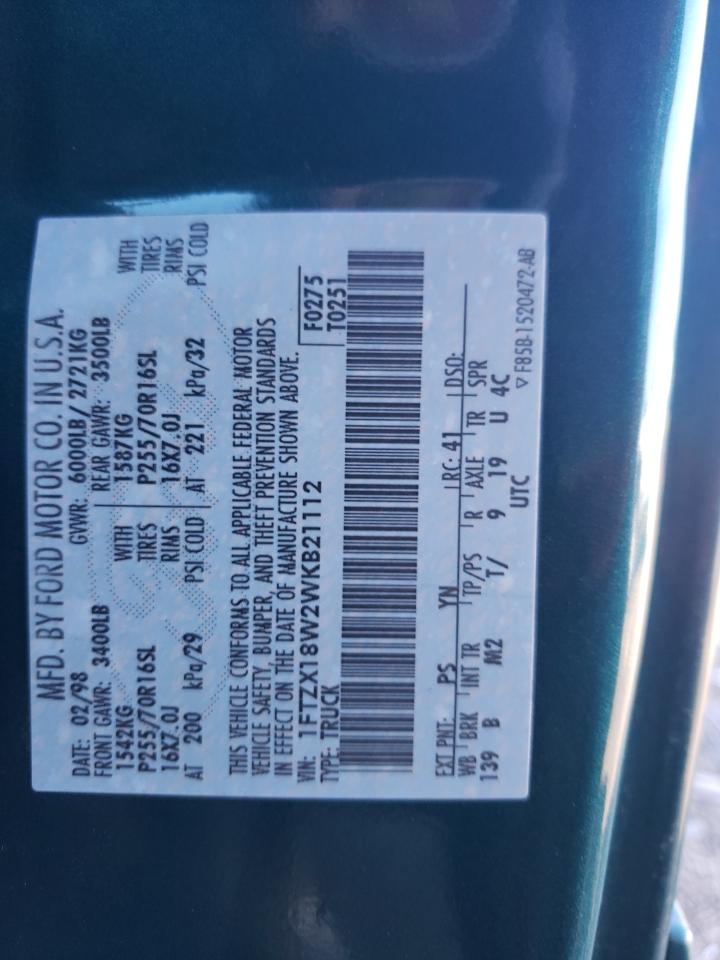 MFD. BY FORD MOTOR CO. IN U.S.A.
DATE: 02/98 GVWR: 6000LB/ 2721KG
FRONT GAWR: 3400LB REAR GAWR: 3500LB
1542KG WITH 1587KG WITH
P255/70R16SL TIRES P255/70R16SL TIRES
16X7.0J RIMS 16X7.0J RIMS
AT 200 kPa/29 PSI COLD AT 221 kPa/32 PSI COLD
THIS VEHICLE CONFORMS TO ALL APPLICABLE FEDERAL MOTOR
VEHICLE SAFETY, BUMPER, AND THEFT PREVENTION STANDARDS
IN EFFECT ON THE DATE OF MANUFACTURE SHOWN ABOVE.
VIN: 1FTZX18W2WKB21112 F0275
TYPE: TRUCK T0251
EXT PNT: PS YN RC: 41 DSO:
WB BRK INT TR TP/PS R AXLE TR SPR
139 B M2 T/ 9 19 U 4C
UTC
▽ F85B-1520472-AB